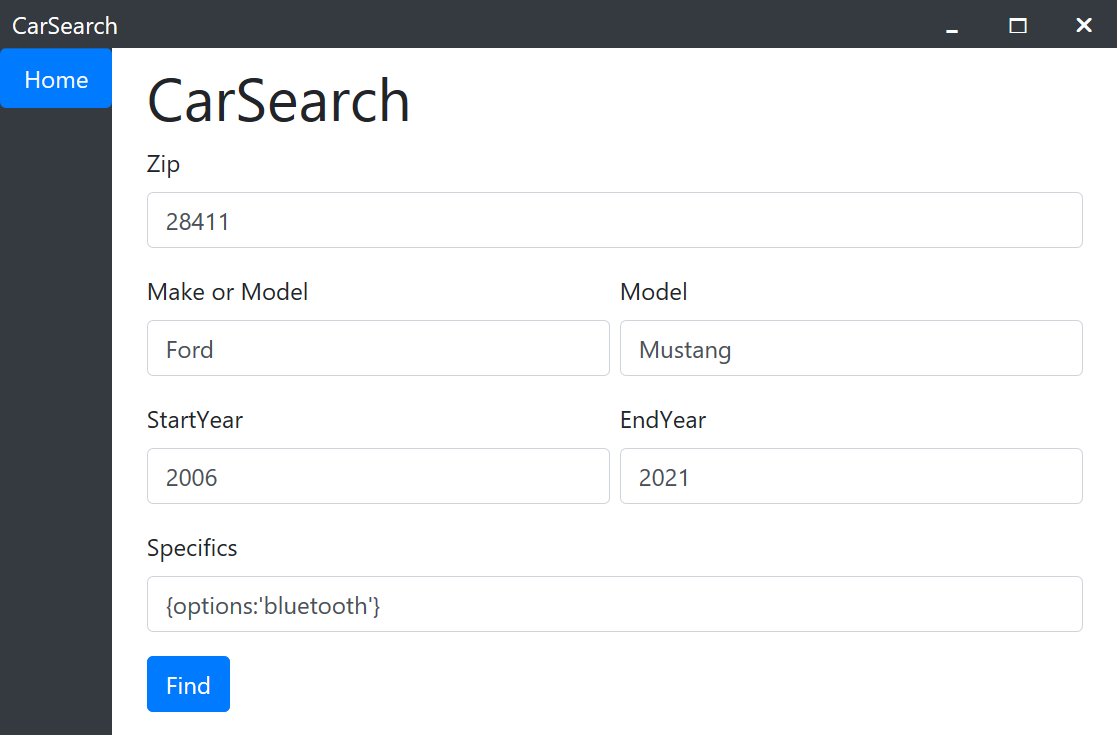 CarSearch
Home
CarSearch
Zip
28411
Make or Model
Model
Ford
Mustang
StartYear
EndYear
2006
2021
Specifics
{options:'bluetooth'}
Find